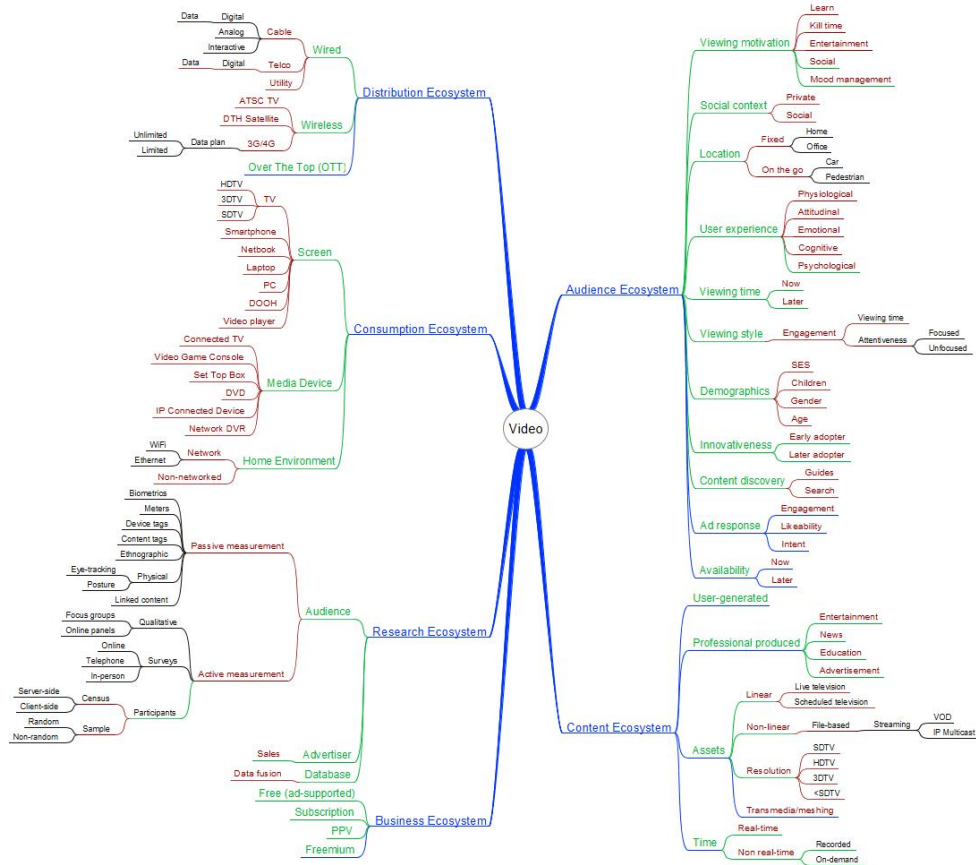 Video
Distribution Ecosystem
Wired
Cable
Digital
Data
Analog
Interactive
Telco
Digital
Data
Utility
Wireless
ATSC TV
DTH Satellite
3G/4G
Data plan
Unlimited
Limited
Over The Top (OTT)
Consumption Ecosystem
Screen
TV
HDTV
3DTV
SDTV
Smartphone
Netbook
Laptop
PC
DOOH
Video player
Media Device
Connected TV
Video Game Console
Set Top Box
DVD
IP Connected Device
Network DVR
Home Environment
Network
WiFi
Ethernet
Non-networked
Research Ecosystem
Audience
Passive measurement
Biometrics
Meters
Device tags
Content tags
Ethnographic
Physical
Eye-tracking
Posture
Linked content
Active measurement
Qualitative
Focus groups
Online panels
Surveys
Online
Telephone
In-person
Participants
Census
Server-side
Client-side
Sample
Random
Non-random
Advertiser
Sales
Database
Data fusion
Business Ecosystem
Free (ad-supported)
Subscription
PPV
Freemium
Audience Ecosystem
Viewing motivation
Learn
Kill time
Entertainment
Social
Mood management
Social context
Private
Social
Location
Fixed
Home
Office
On the go
Car
Pedestrian
User experience
Physiological
Attitudinal
Emotional
Cognitive
Psychological
Viewing time
Now
Later
Viewing style
Engagement
Viewing time
Attentiveness
Focused
Unfocused
Demographics
SES
Children
Gender
Age
Innovativeness
Early adopter
Later adopter
Content discovery
Guides
Search
Ad response
Engagement
Likeability
Intent
Availability
Now
Later
Content Ecosystem
User-generated
Professional produced
Entertainment
News
Education
Advertisement
Assets
Linear
Live television
Scheduled television
Non-linear
File-based
Streaming
VOD
IP Multicast
Resolution
SDTV
HDTV
3DTV
<SDTV
Transmedia/meshing
Time
Real-time
Non real-time
Recorded
On-demand